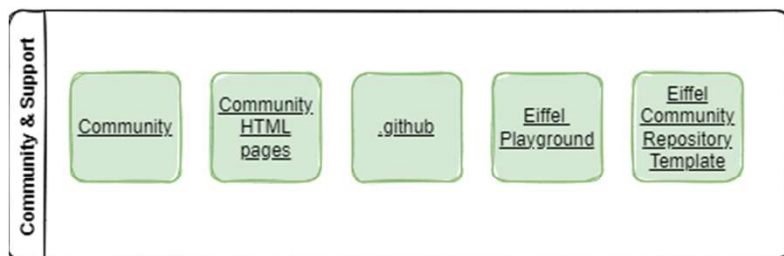 Community & Support
Community
Community
HTML
pages
.github
Eiffel
Playground
Eiffel
Community
Repository
Template